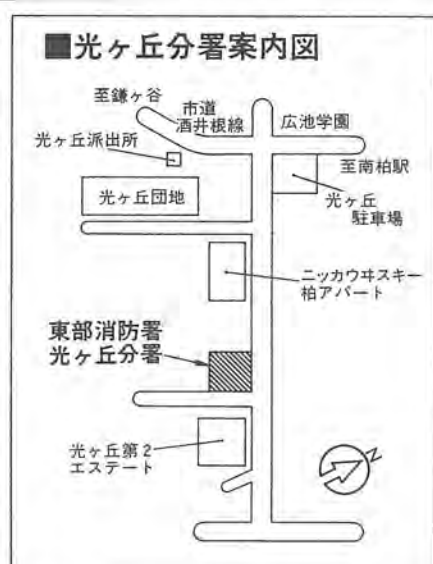 ■光ヶ丘分署案内図
至鎌ヶ谷
市道
酒井根線
広池学園
光ヶ丘派出所
至南柏駅
光ヶ丘団地
光ヶ丘
駐車場
ニッカウヰスキー
柏アパート
東部消防署
光ヶ丘分署
光ヶ丘第2
エステート
N